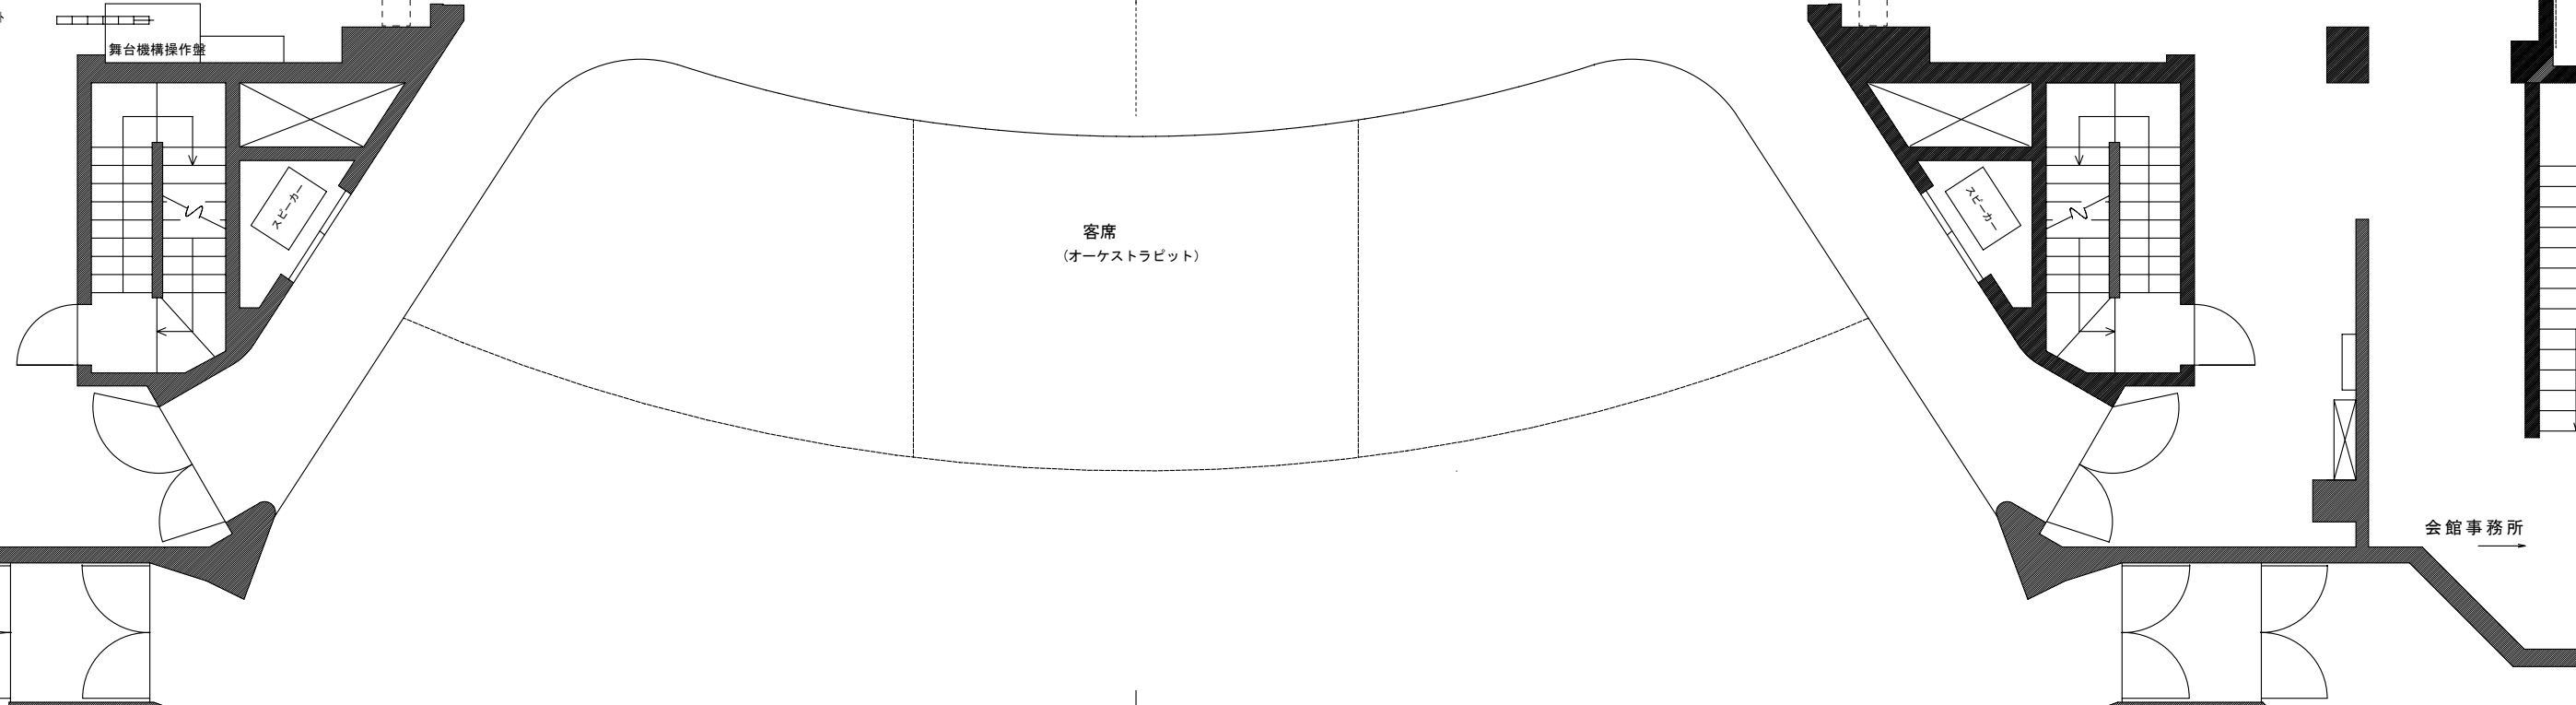 舞台機構操作盤
スピーカー
スピーカー
客席
（オーケストラピット）
会館事務所